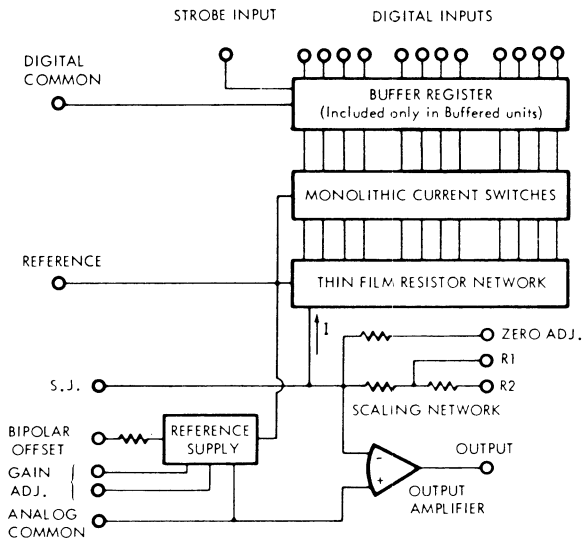 STROBE INPUT
DIGITAL INPUTS
DIGITAL
COMMON
BUFFER REGISTER
(Included only in Buffered units)
MONOLITHIC CURRENT SWITCHES
REFERENCE
THIN FILM RESISTOR NETWORK
I
ZERO ADJ.
R1
S.J.
R2
SCALING NETWORK
BIPOLAR
OFFSET
REFERENCE
SUPPLY
GAIN
ADJ.
-
+
OUTPUT
OUTPUT
AMPLIFIER
ANALOG
COMMON